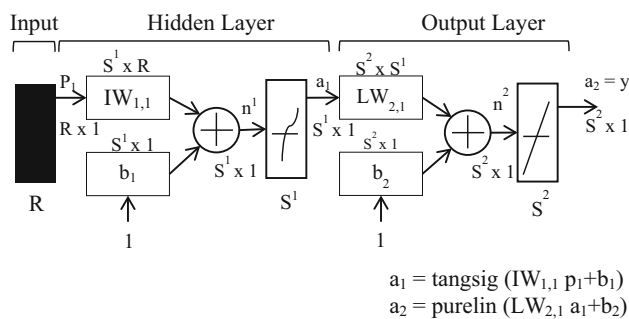 Input Hidden Layer Output Layer
S¹ x R S² x S¹
P₁ IW₁,₁ n¹ a₁ LW₂,₁ n² a₂ = y
R x 1 S¹ x 1 S¹ x 1 S² x 1 S² x 1
b₁ S¹ x 1 b₂ S² x 1
R S¹ S²
1 1
a₁ = tangsig (IW₁,₁ p₁+b₁)
a₂ = purelin (LW₂,₁ a₁+b₂)